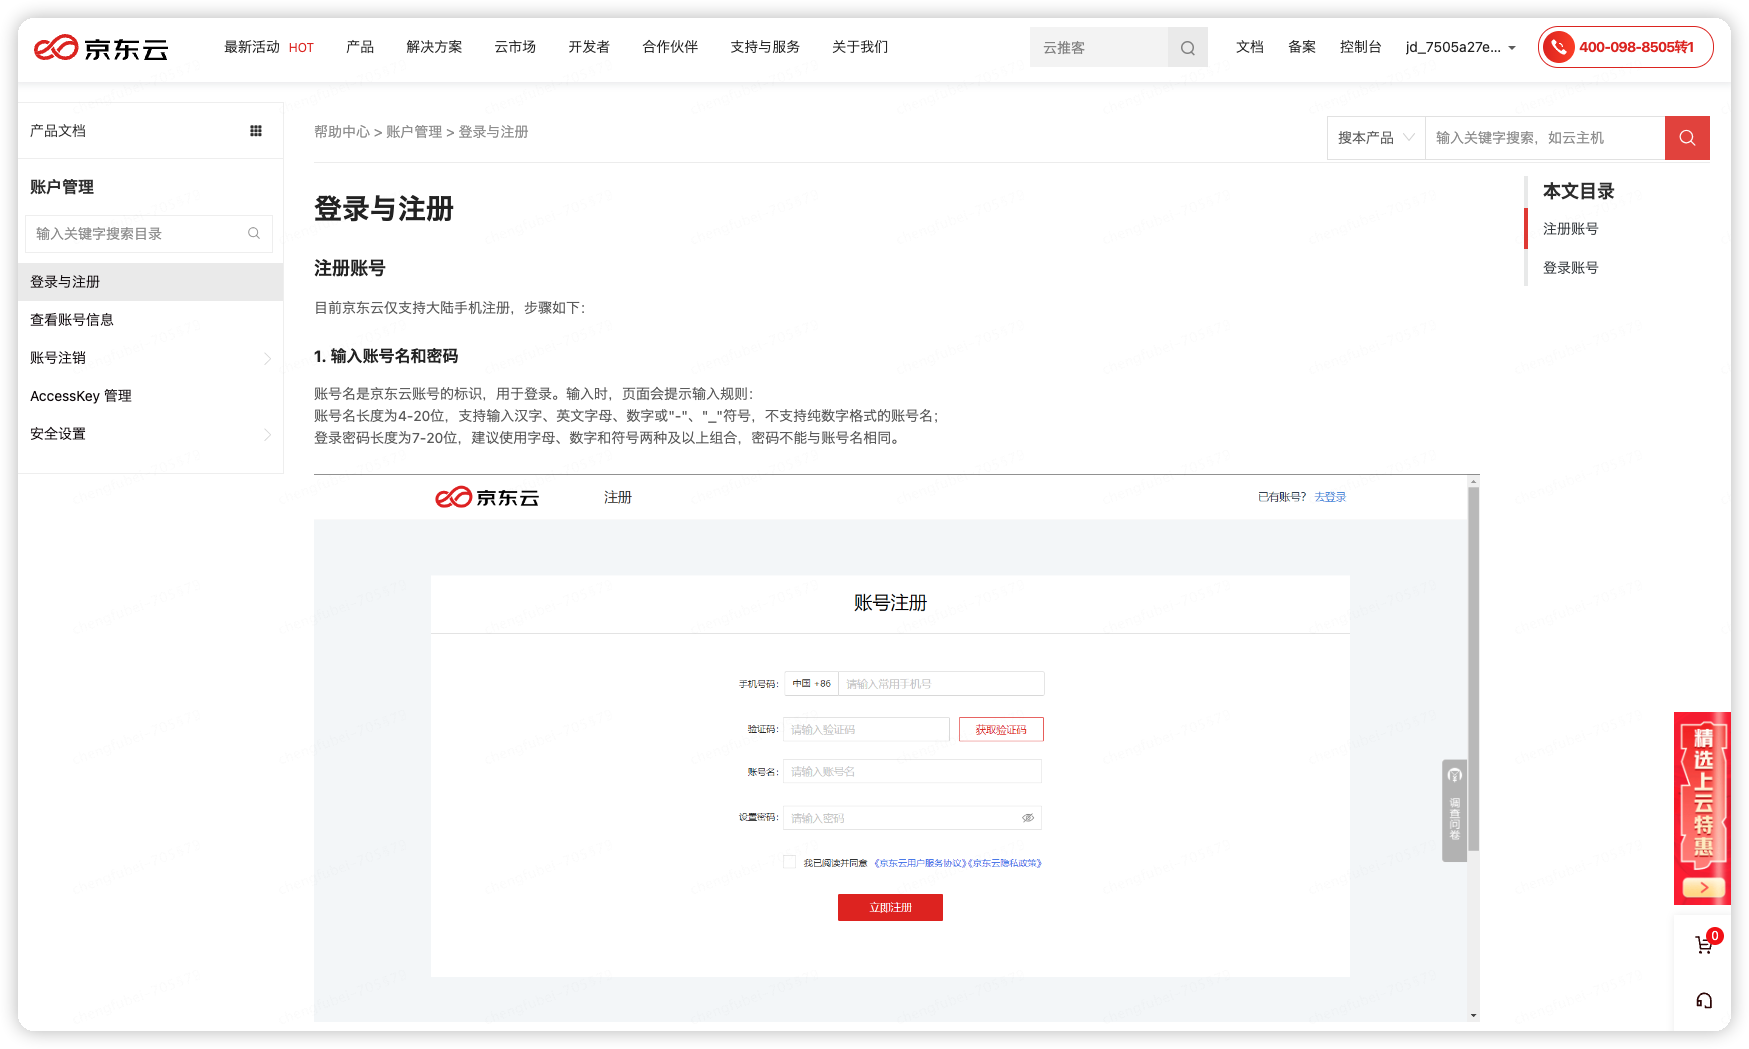 京东云
最新活动 HOT 产品 解决方案 云市场 开发者 合作伙伴 支持与服务 关于我们
云推客
文档 备案 控制台 jd_7505a27e... 400-098-8505转1
产品文档
账户管理
输入关键字搜索目录
登录与注册
查看账号信息
账号注销
AccessKey 管理
安全设置
帮助中心 > 账户管理 > 登录与注册
搜本产品 输入关键字搜索，如云主机
登录与注册
注册账号
目前京东云仅支持大陆手机注册，步骤如下：
1. 输入账号名和密码
账号名是京东云账号的标识，用于登录。输入时，页面会提示输入规则：
账号名长度为4-20位，支持输入汉字、英文字母、数字或"-"、"_"符号，不支持纯数字格式的账号名；
登录密码长度为7-20位，建议使用字母、数字和符号两种及以上组合，密码不能与账号名相同。
京东云 注册 已有账号？ 去登录
账号注册
手机号码： 中国 +86 请输入常用手机号
验证码： 请输入验证码 获取验证码
账号名： 请输入账号名
设置密码： 请输入密码
我已阅读并同意 《京东云用户服务协议》《京东云隐私政策》
立即注册
调查问卷
本文目录
注册账号
登录账号
精选上云特惠
0